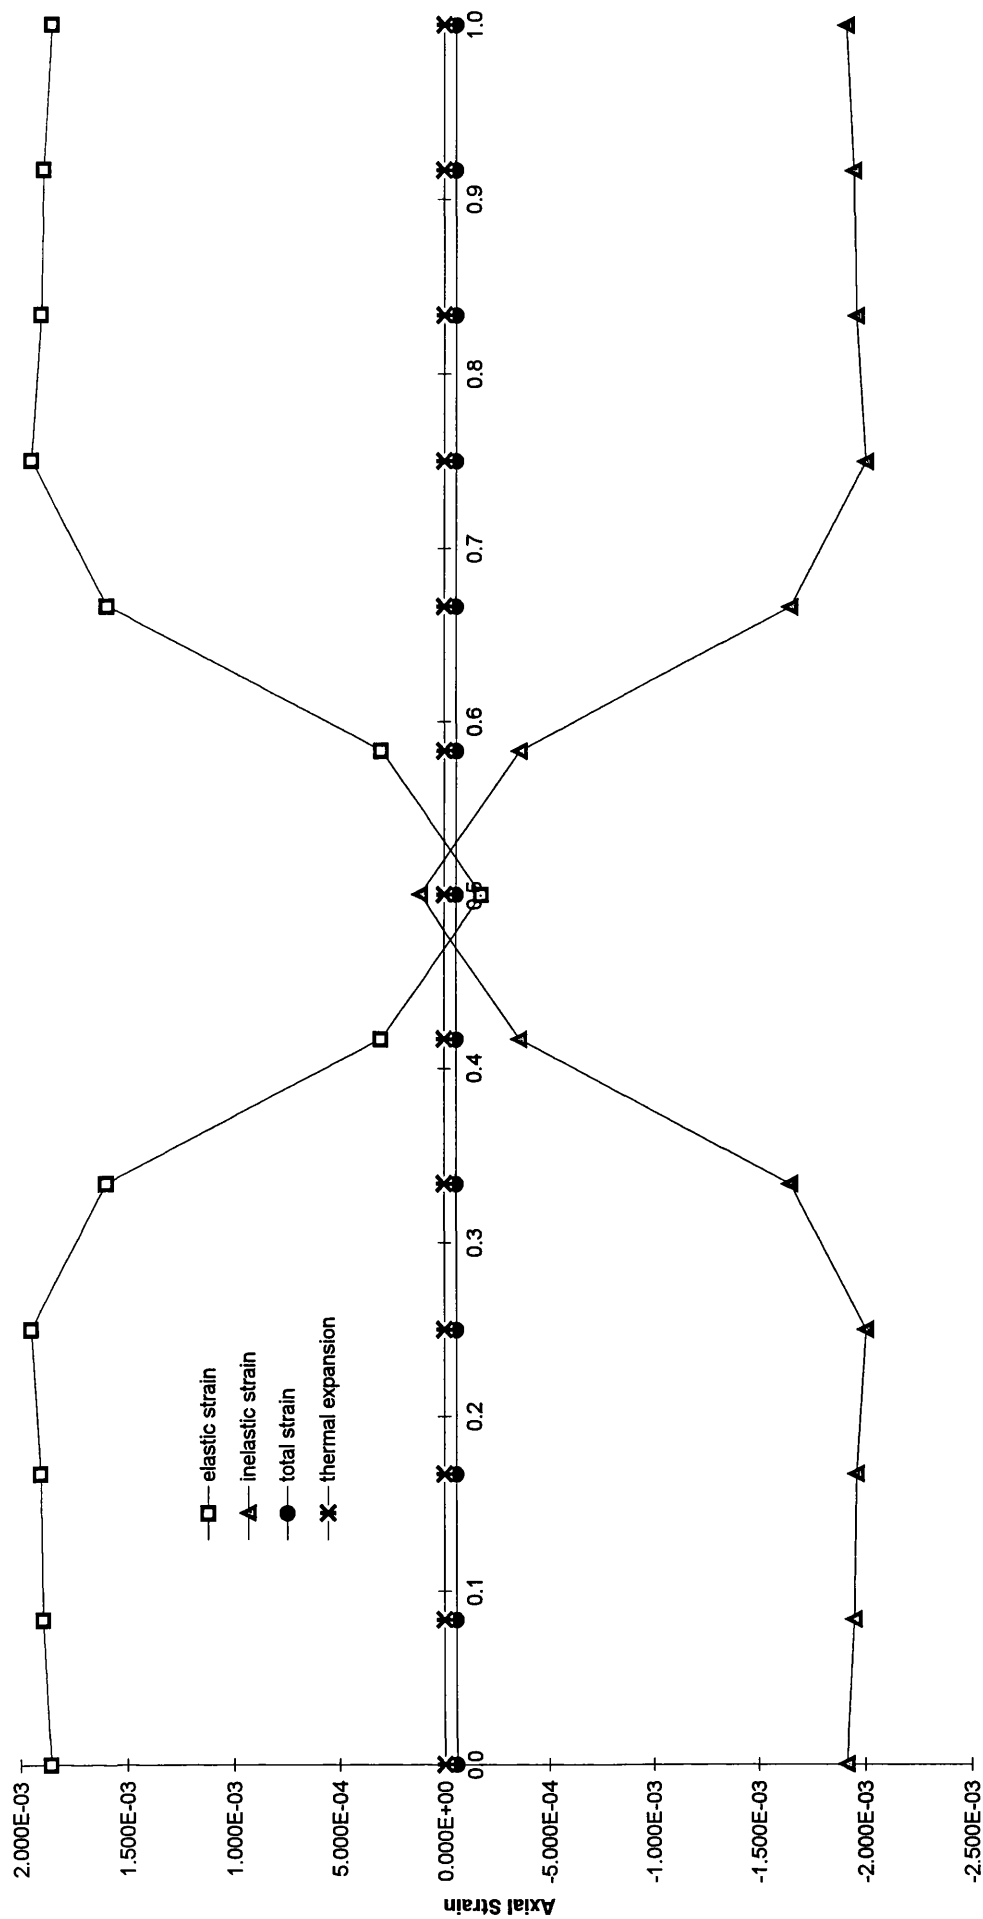 2.000E-03
1.500E-03
1.000E-03
5.000E-04
0.000E+00
-5.000E-04
-1.000E-03
-1.500E-03
-2.000E-03
-2.500E-03
Axial Strain
0.0
0.1
0.2
0.3
0.4
0.5
0.6
0.7
0.8
0.9
1.0
elastic strain
inelastic strain
total strain
thermal expansion